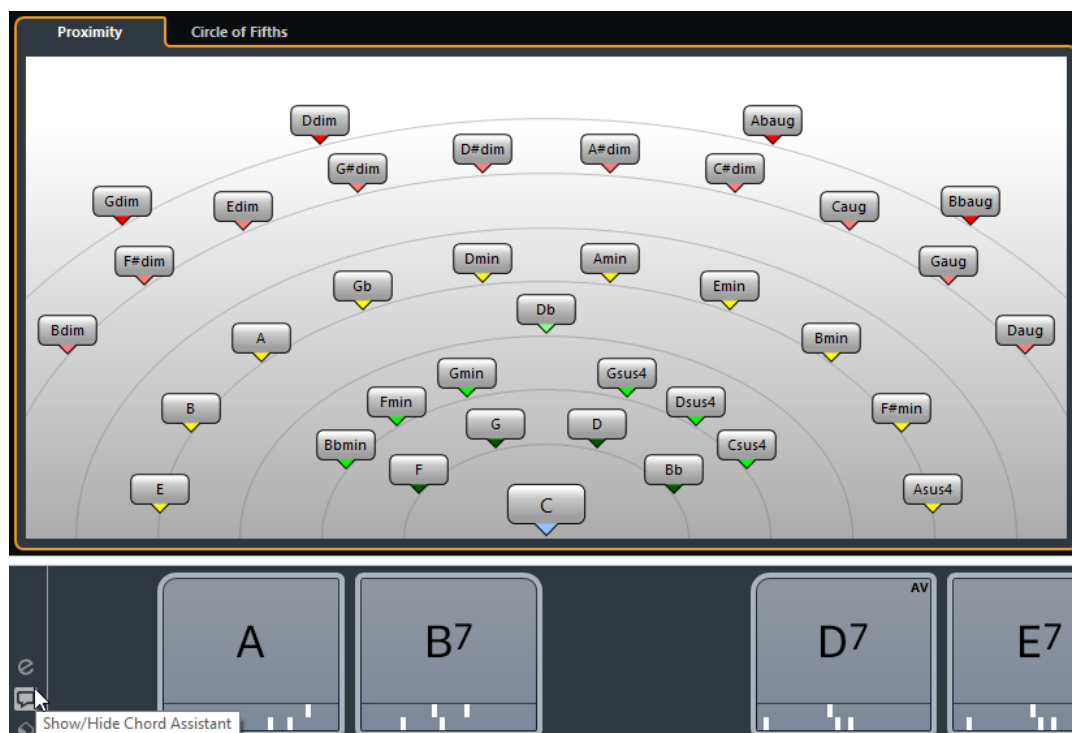 Proximity Circle of Fifths
Ddim Abaug
D#dim A#dim
G#dim C#dim
Gdim Edim Caug Bbaug
F#dim Dmin Amin Gaug
Gb Emin
Db
Bdim A Bmin Daug
Gmin Gsus4
B Fmin Dsus4 F#min
G D
Bbmin Csus4
F Bb
E Asus4
C
AV
A B7 D7 E7
Show/Hide Chord Assistant